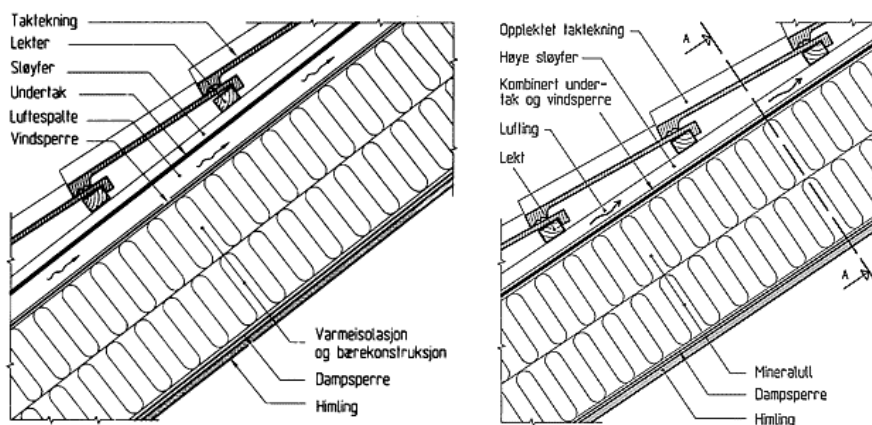 Taktekning
Lekter
Sløyfer
Undertak
Luftespalte
Vindsperre
Varmeisolasjon
og bærekonstruksjon
Dampsperre
Himling
Opplektet taktekning
Høye sløyfer
Kombinert under-
tak og vindsperre
Lufting
Lekt
A
A
Mineralull
Dampsperre
Himling